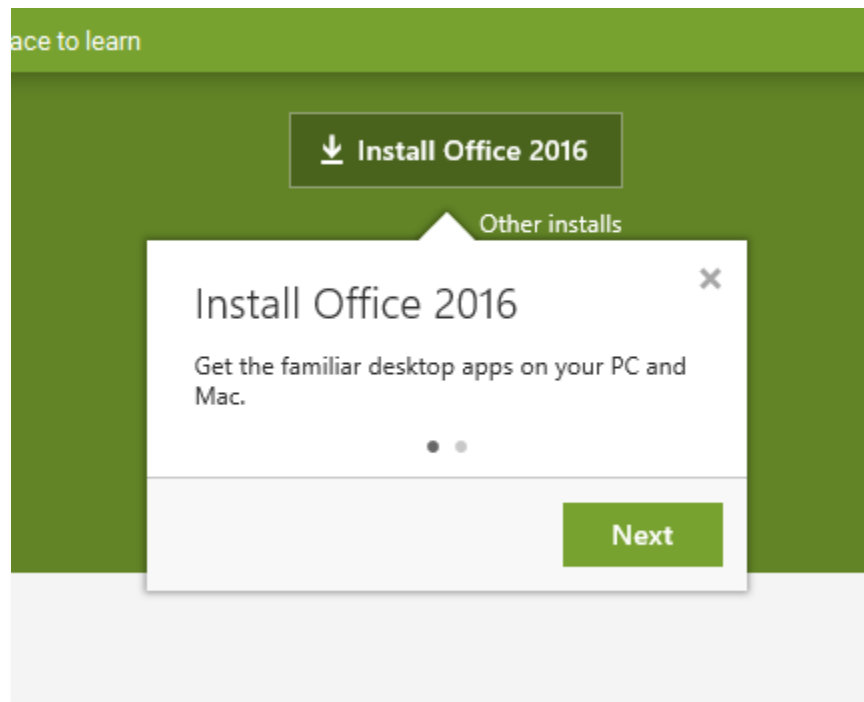 ace to learn
Install Office 2016
Other installs
Install Office 2016
Get the familiar desktop apps on your PC and
Mac.
Next